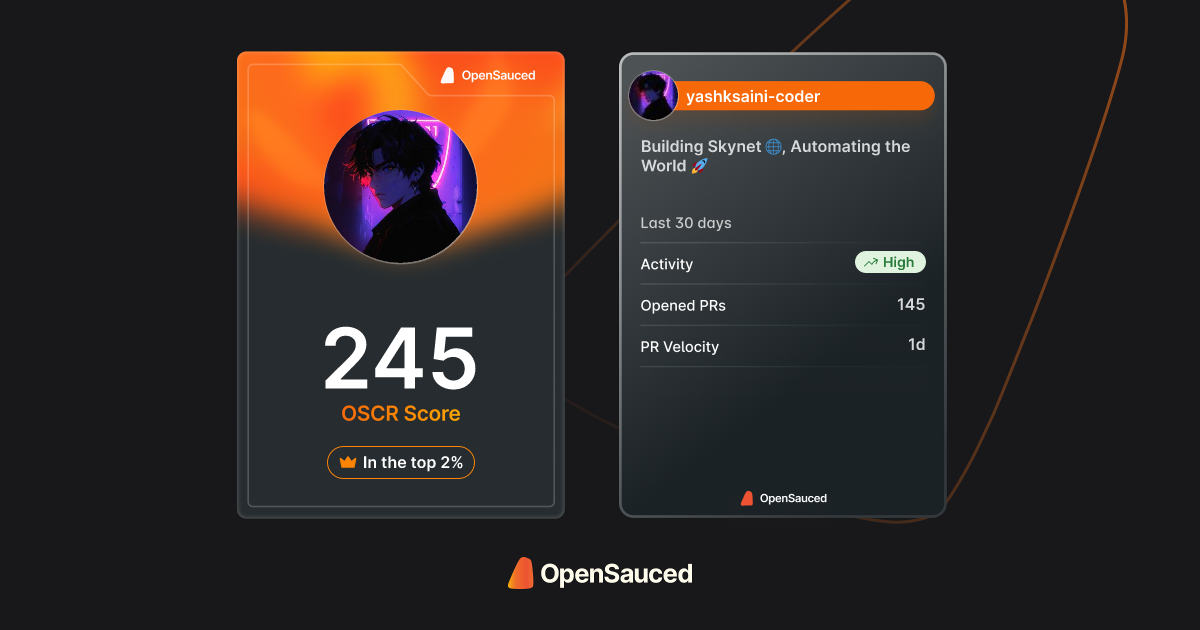 OpenSauced
245
OSCR Score
In the top 2%
yashksaini-coder
Building Skynet 🌐, Automating the
World 🚀
Last 30 days
Activity High
Opened PRs 145
PR Velocity 1d
OpenSauced
OpenSauced